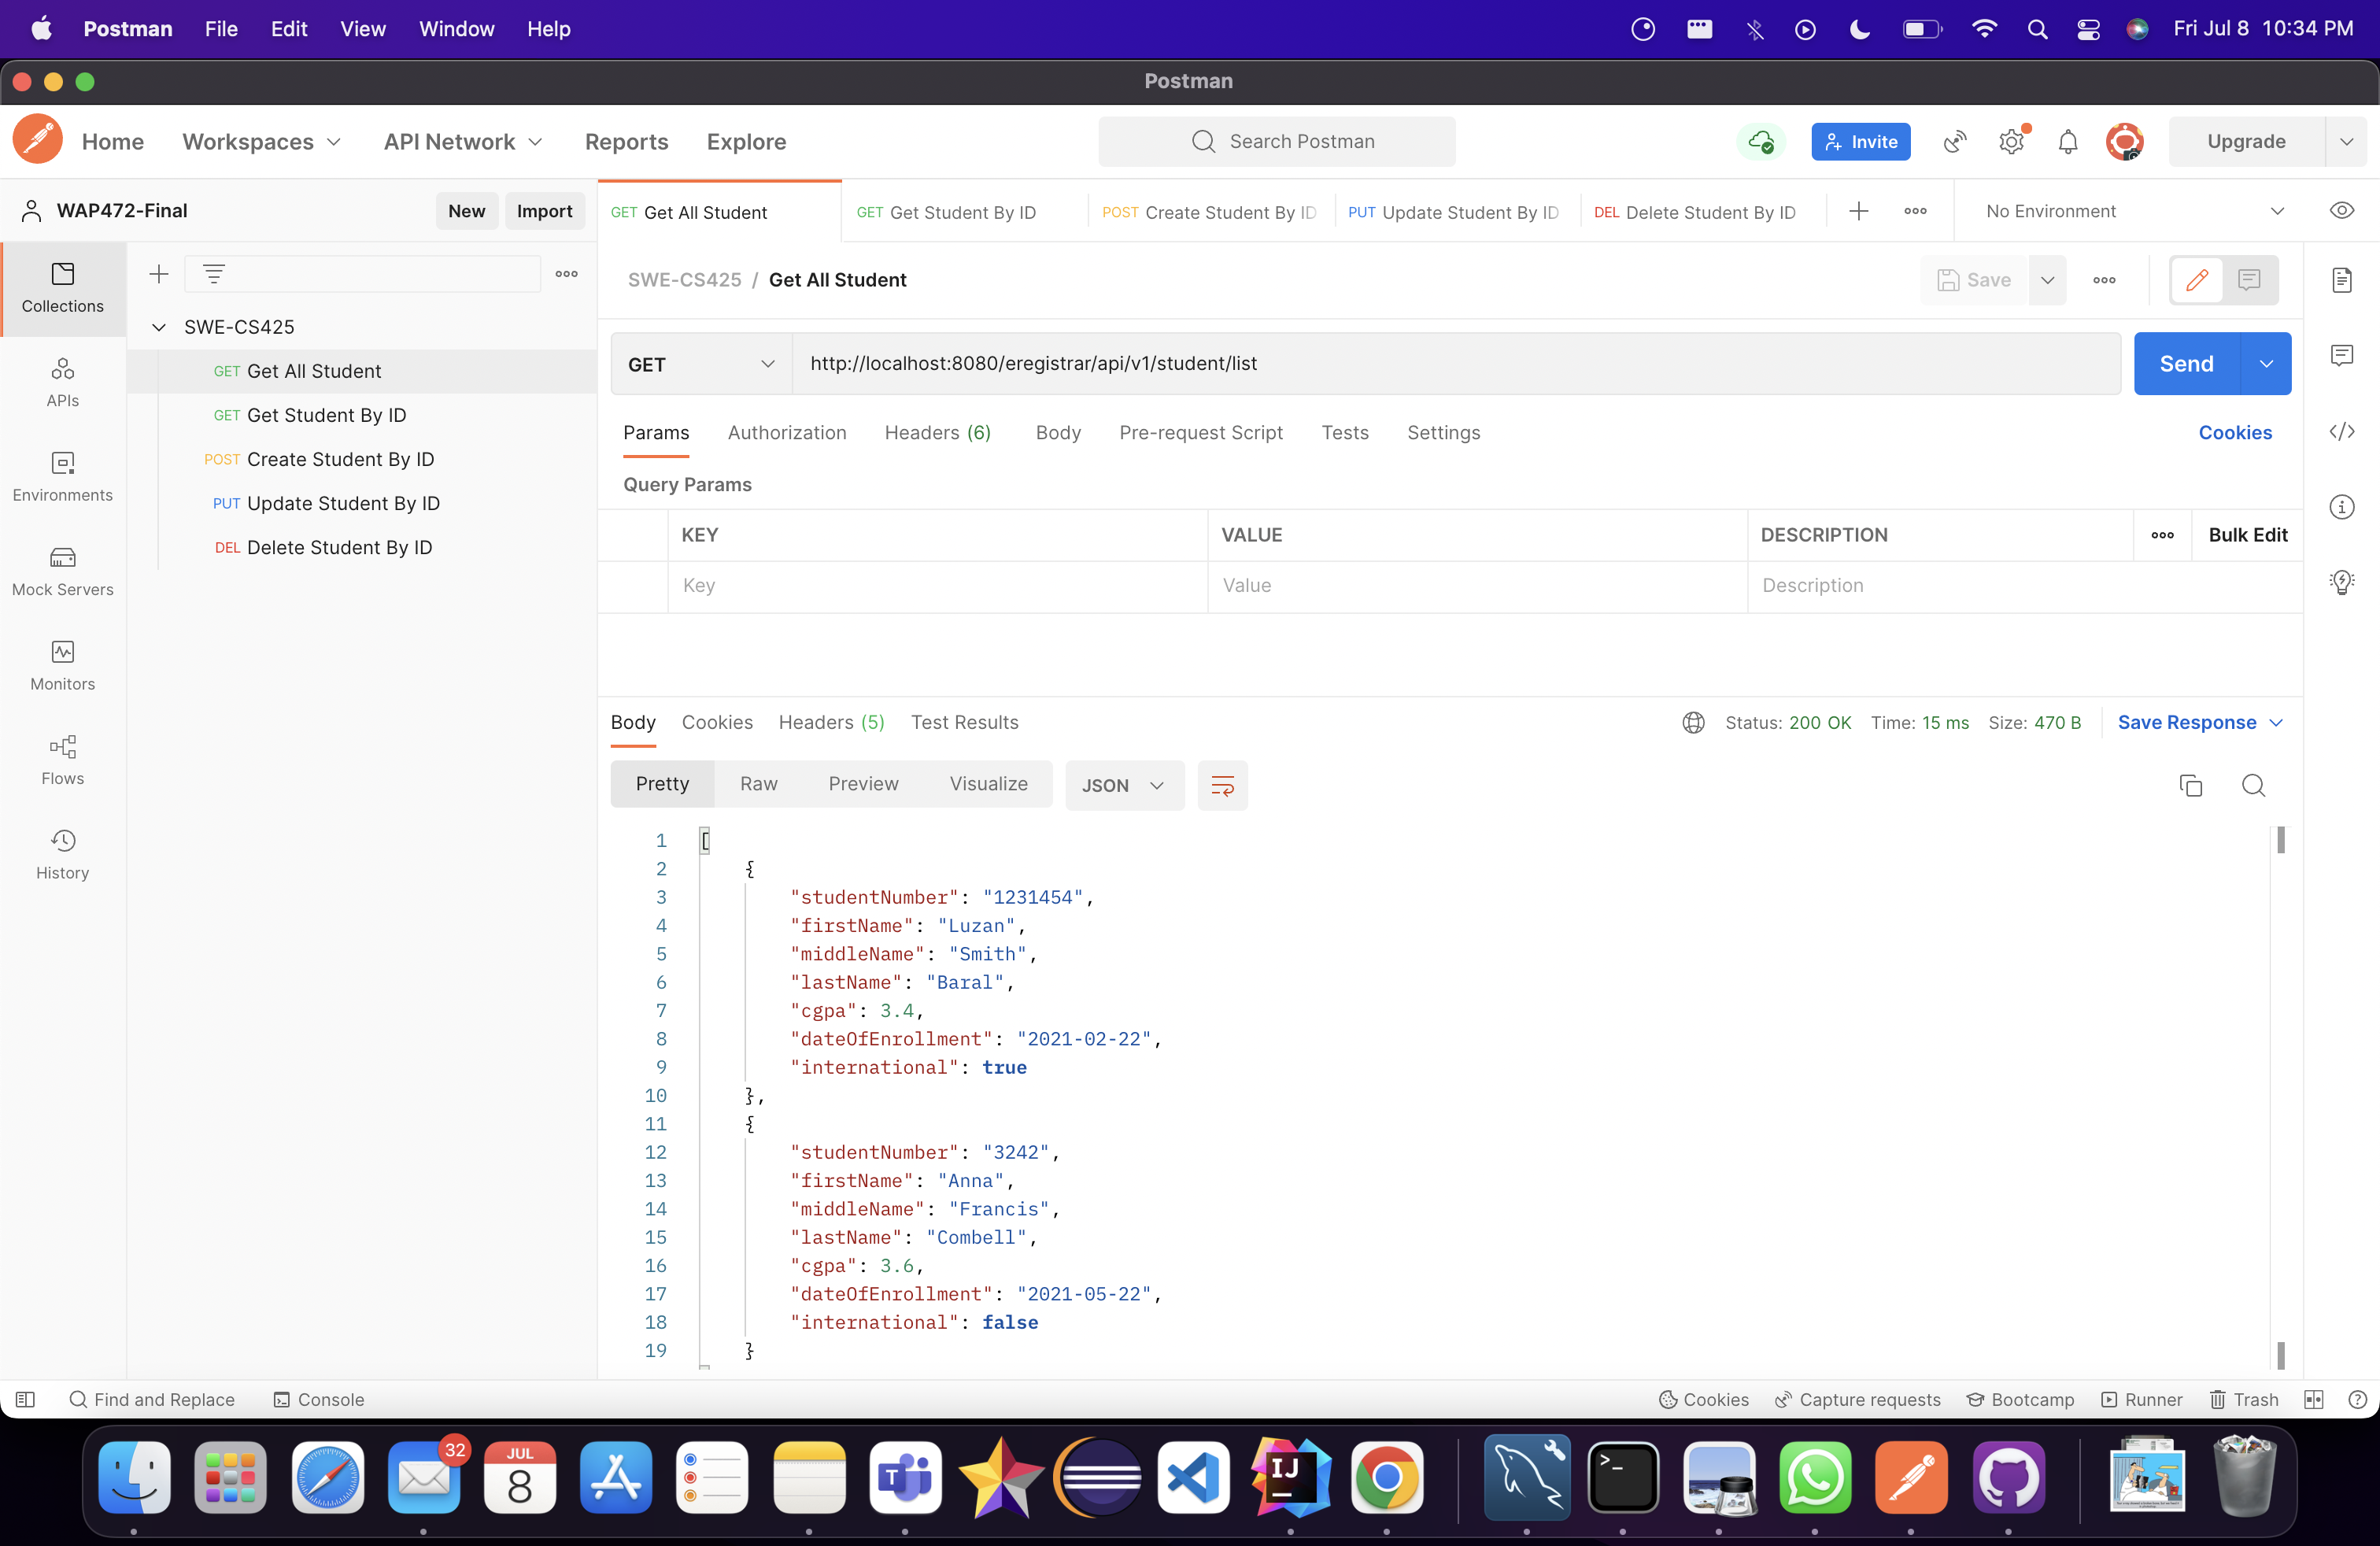 Postman File Edit View Window Help Fri Jul 8 10:34 PM
Postman
Home Workspaces API Network Reports Explore Search Postman Invite Upgrade
WAP472-Final New Import
GET Get All Student GET Get Student By ID POST Create Student By ID PUT Update Student By ID DEL Delete Student By ID No Environment
Collections
APIs
Environments
Mock Servers
Monitors
Flows
History
SWE-CS425
GET Get All Student
GET Get Student By ID
POST Create Student By ID
PUT Update Student By ID
DEL Delete Student By ID
SWE-CS425 / Get All Student Save
GET http://localhost:8080/eregistrar/api/v1/student/list Send
Params Authorization Headers (6) Body Pre-request Script Tests Settings Cookies
Query Params
KEY VALUE DESCRIPTION Bulk Edit
Key Value Description
Body Cookies Headers (5) Test Results Status: 200 OK Time: 15 ms Size: 470 B Save Response
Pretty Raw Preview Visualize JSON
1 [
2 {
3 "studentNumber": "1231454",
4 "firstName": "Luzan",
5 "middleName": "Smith",
6 "lastName": "Baral",
7 "cgpa": 3.4,
8 "dateOfEnrollment": "2021-02-22",
9 "international": true
10 },
11 {
12 "studentNumber": "3242",
13 "firstName": "Anna",
14 "middleName": "Francis",
15 "lastName": "Combell",
16 "cgpa": 3.6,
17 "dateOfEnrollment": "2021-05-22",
18 "international": false
19 }
Find and Replace Console Cookies Capture requests Bootcamp Runner Trash
32 JUL
8 T IJ >_